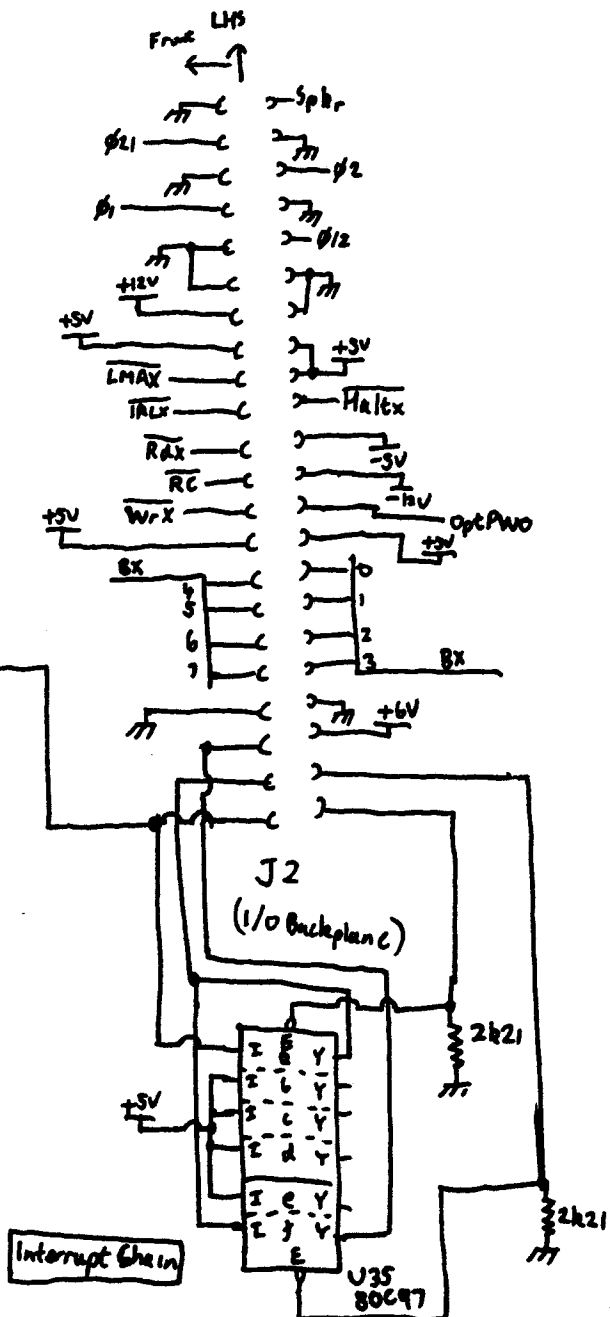 LHS
Front
Spkr
ϕ21
ϕ2
ϕ1
ϕ12
+12V
+5V
+5V
LMAX
IALX
Haltx
Rdx
-5V
RC
-12V
WrX
OptPWO
+5V
+5V
BX
0
4
1
5
2
6
3
7
BX
+6V
J2
(I/O Backplane)
2k21
I E Y
I b Y
+5V
I c Y
I d Y
I e Y
I f Y
E
2k21
Interrupt Chain
U35
80C97